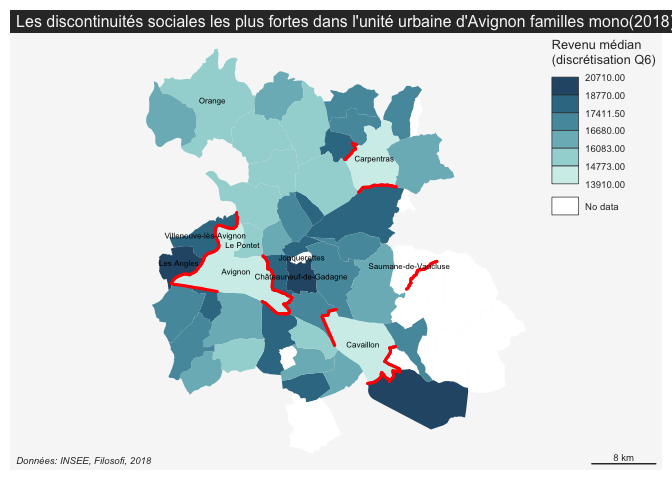 Les discontinuités sociales les plus fortes dans l'unité urbaine d'Avignon familles mono(2018)
Revenu médian
(discrétisation Q6)
20710.00
18770.00
17411.50
16680.00
16083.00
14773.00
13910.00
No data
Orange
Carpentras
Villeneuve-lès-Avignon
Le Pontet
Jonquerettes
Les Angles
Saumane-de-Vaucluse
Avignon
Châteauneuf-de-Gadagne
Cavaillon
Données: INSEE, Filosofi, 2018
8 km